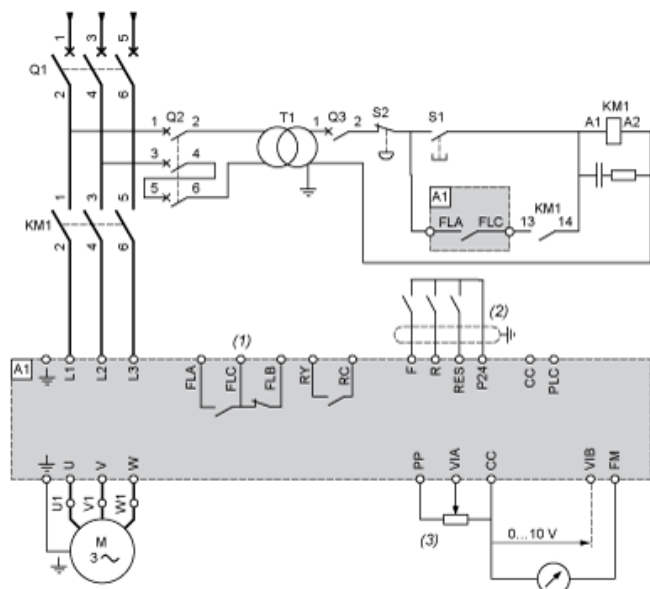 1 3 5
Q1
2 4 6
1 Q2 2
3 4
5 6
T1
1 Q3 2
S2
S1
KM1
A1 A2
A1
FLA FLC
13 KM1 14
1 3 5
KM1
2 4 6
(1)
(2)
A1
L1 L2 L3
FLA FLC FLB RY RC
F R RES P24 CC PLC
U V W
PP VIA CC VIB FM
U1 V1 W1
M
3
(3)
0...10 V